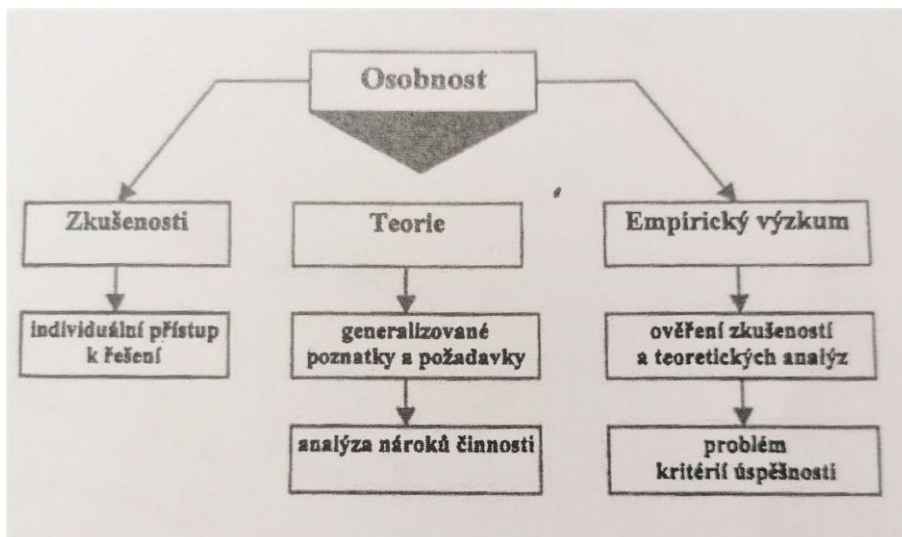 Osobnost
Zkušenosti
Teorie
Empirický výzkum
individuální přístup
k řešení
generalizované
poznatky a požadavky
ověření zkušeností
a teoretických analýz
analýza nároků činnosti
problém
kritérií úspěšnosti